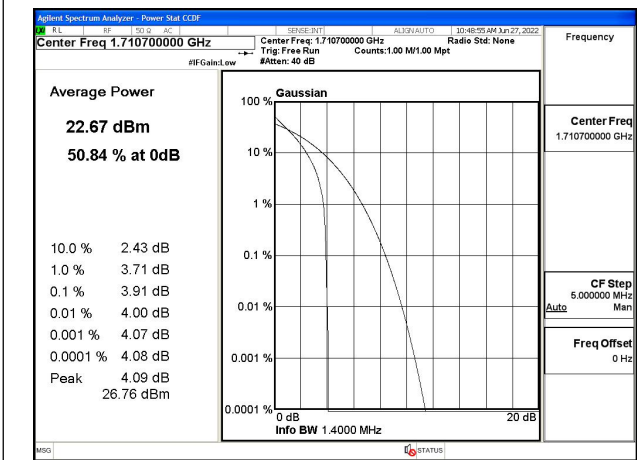 Agilent Spectrum Analyzer - Power Stat CCDF
RL RF 50 Ω AC SENSE:INT ALIGN AUTO 10:48:55 AM Jun 27, 2022
Center Freq 1.710700000 GHz
Center Freq: 1.710700000 GHz Radio Std: None
Trig: Free Run Counts:1.00 M/1.00 Mpt
#IFGain:Low #Atten: 40 dB
Frequency
Average Power
22.67 dBm
50.84 % at 0dB
10.0 % 2.43 dB
1.0 % 3.71 dB
0.1 % 3.91 dB
0.01 % 4.00 dB
0.001 % 4.07 dB
0.0001 % 4.08 dB
Peak 4.09 dB
26.76 dBm
Gaussian
100 %
10 %
1 %
0.1 %
0.01 %
0.001 %
0.0001 %
0 dB 20 dB
Info BW 1.4000 MHz
Center Freq
1.710700000 GHz
CF Step
5.000000 MHz
Auto Man
Freq Offset
0 Hz
MSG STATUS